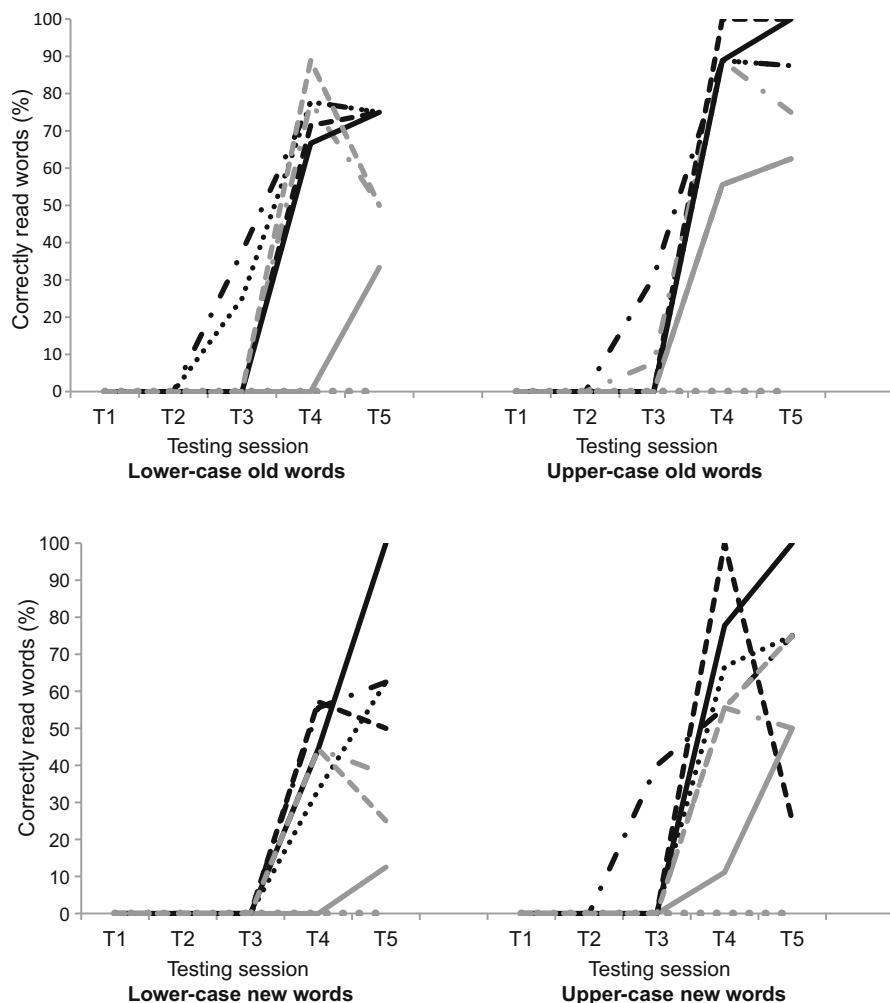 Correctly read words (%)
100
90
80
70
60
50
40
30
20
10
0
T1 T2 T3 T4 T5 T1 T2 T3 T4 T5
Testing session Testing session
Lower-case old words Upper-case old words
Correctly read words (%)
100
90
80
70
60
50
40
30
20
10
0
T1 T2 T3 T4 T5 T1 T2 T3 T4 T5
Testing session Testing session
Lower-case new words Upper-case new words